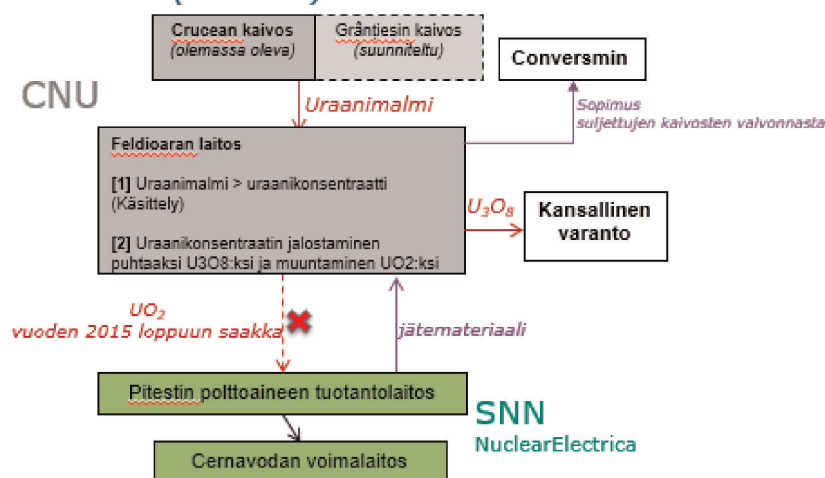 Crucean kaivos
(olemassa oleva)
Grântiesin kaivos
(suunniteltu)
Conversmin
CNU
Uraanimalmi
Sopimus
suljettujen kaivosten valvonnasta
Feldioaran laitos
[1] Uraanimalmi > uraanikonsentraatti
(Käsittely)
[2] Uraanikonsentraatin jalostaminen
puhtaaksi U3O8:ksi ja muuntaminen UO2:ksi
U₃O₈
Kansallinen
varanto
UO₂
vuoden 2015 loppuun saakka
jätemateriaali
Pitestin polttoaineen tuotantolaitos
SNN
NuclearElectrica
Cernavodan voimalaitos